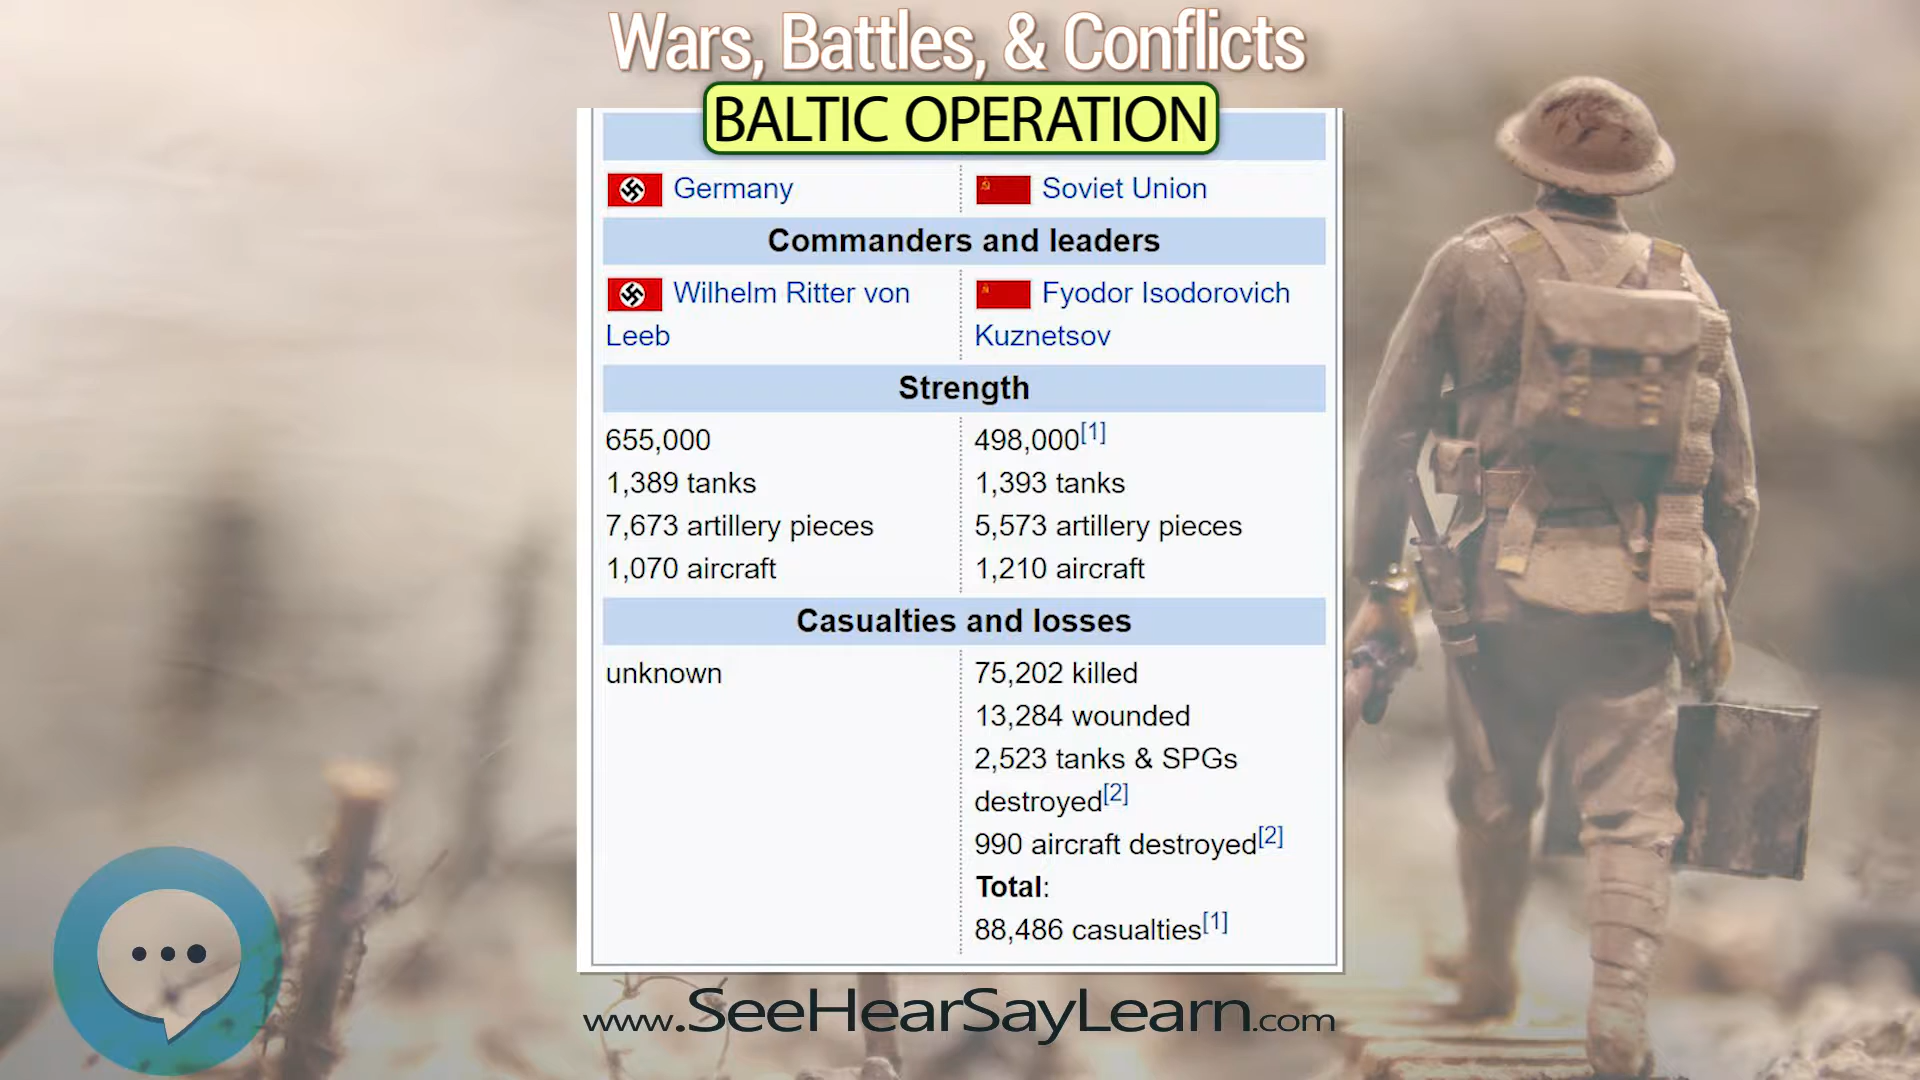 Wars, Battles, & Conflicts
BALTIC OPERATION
Germany
Soviet Union
Commanders and leaders
Wilhelm Ritter von
Leeb
Fyodor Isodorovich
Kuznetsov
Strength
655,000
1,389 tanks
7,673 artillery pieces
1,070 aircraft
498,000[1]
1,393 tanks
5,573 artillery pieces
1,210 aircraft
Casualties and losses
unknown
75,202 killed
13,284 wounded
2,523 tanks & SPGs
destroyed[2]
990 aircraft destroyed[2]
Total:
88,486 casualties[1]
www.SeeHearSayLearn.com